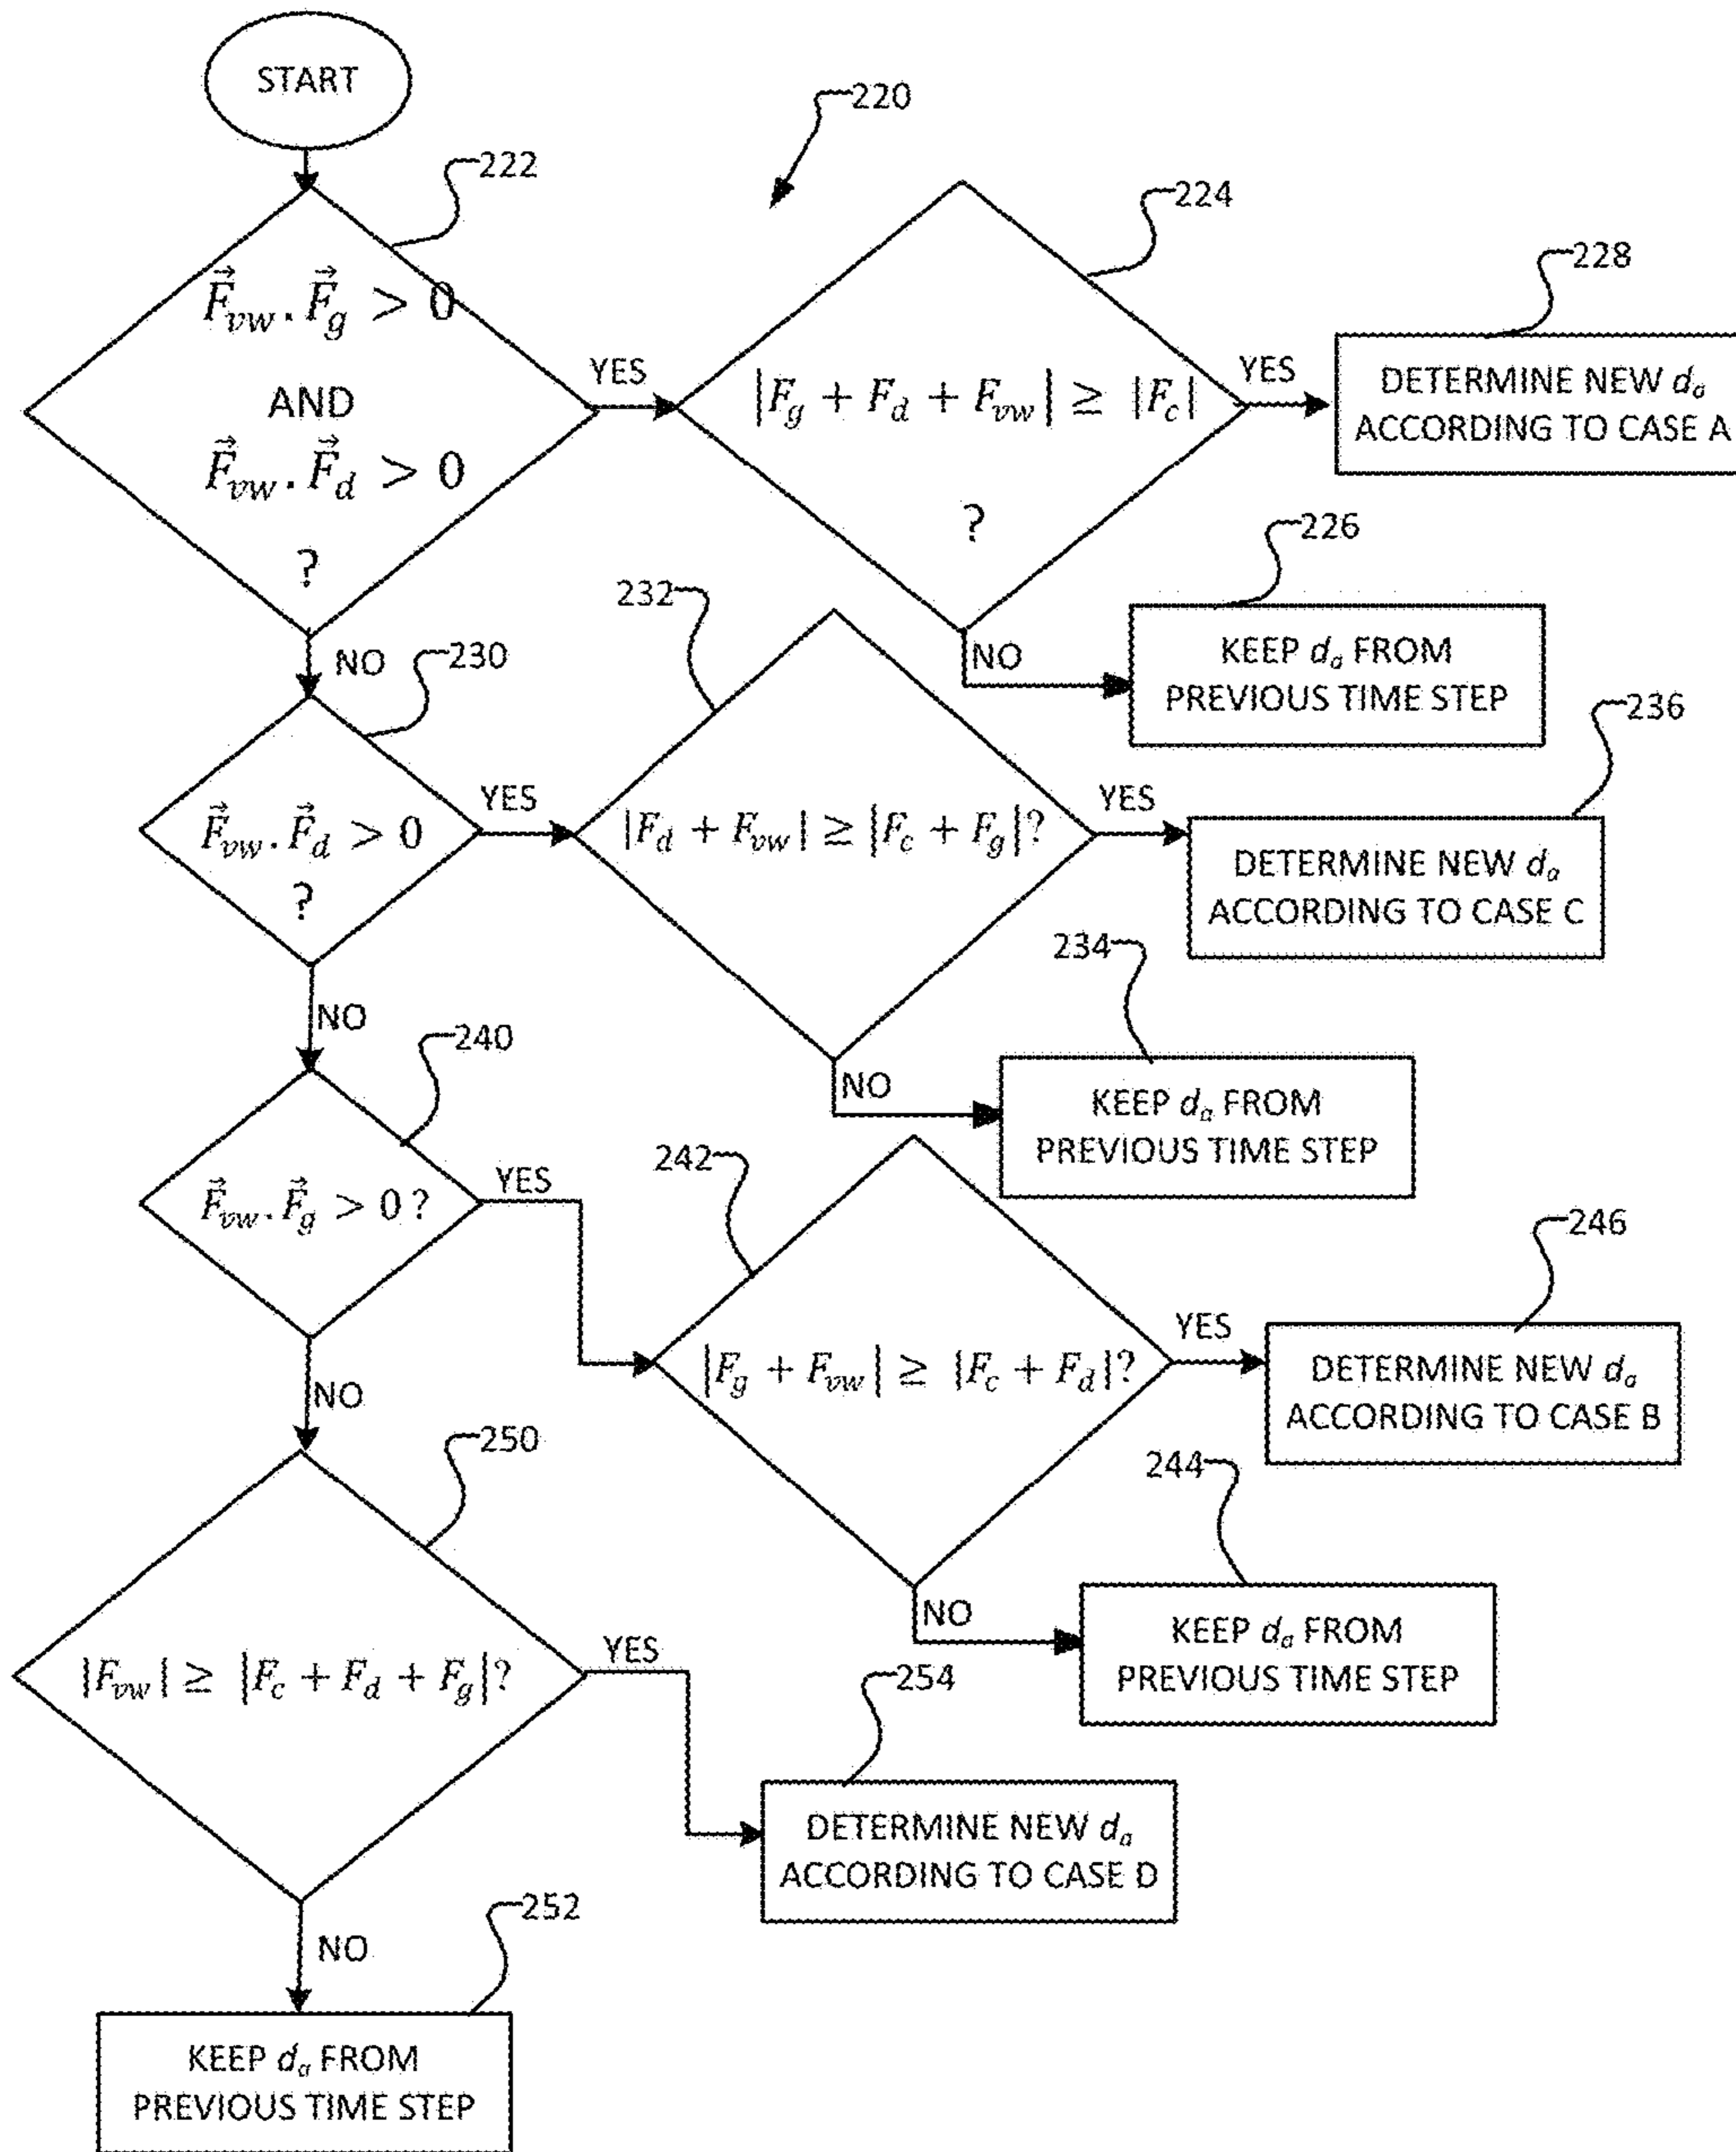 START
220
222
F⃗vw. F⃗g > 0
AND
F⃗vw. F⃗d > 0
?
YES
224
|Fg + Fd + Fvw| ≥ |Fc|
?
YES
228
DETERMINE NEW da
ACCORDING TO CASE A
NO
226
KEEP da FROM
PREVIOUS TIME STEP
NO
230
F⃗vw. F⃗d > 0
?
YES
232
|Fd + Fvw| ≥ |Fc + Fg|?
YES
236
DETERMINE NEW da
ACCORDING TO CASE C
NO
234
KEEP da FROM
PREVIOUS TIME STEP
NO
240
F⃗vw. F⃗g > 0 ?
YES
242
|Fg + Fvw| ≥ |Fc + Fd|?
YES
246
DETERMINE NEW da
ACCORDING TO CASE B
NO
244
KEEP da FROM
PREVIOUS TIME STEP
NO
250
|Fvw| ≥ |Fc + Fd + Fg|?
YES
254
DETERMINE NEW da
ACCORDING TO CASE D
NO
252
KEEP da FROM
PREVIOUS TIME STEP